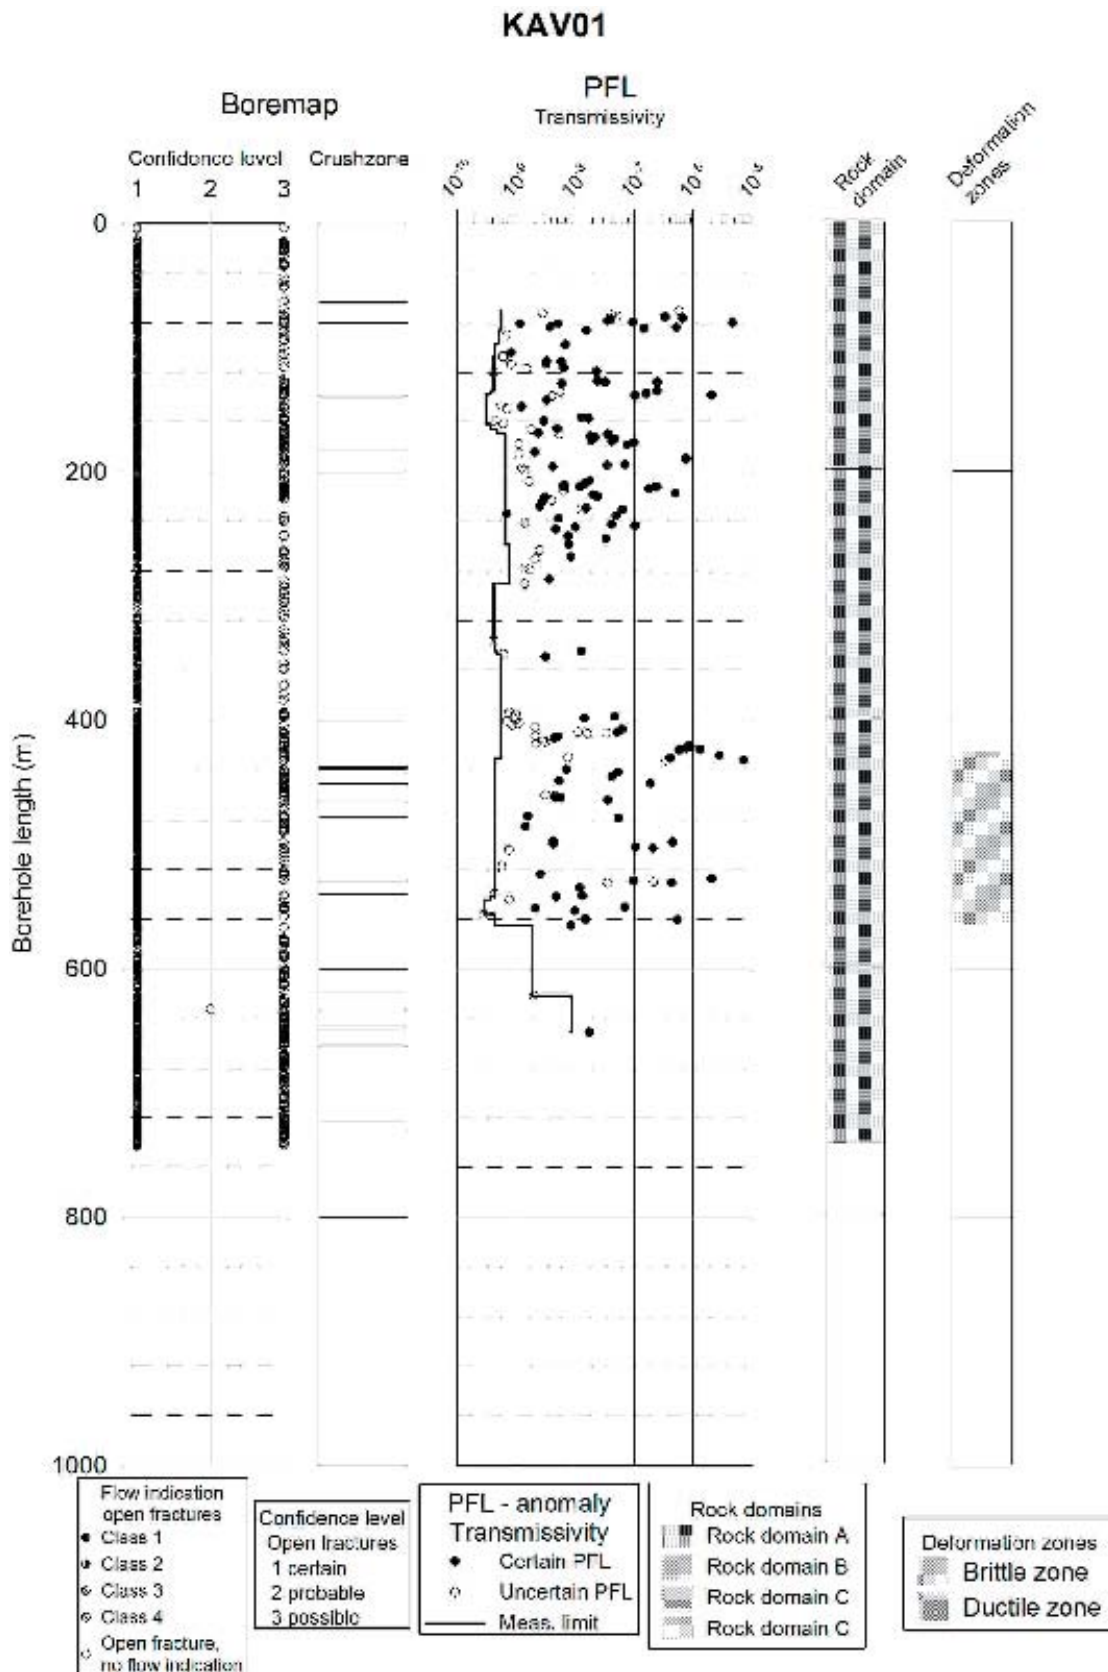 KAV01
Boremap
PFL
Transmissivity
Confidence level
Crushzone
Rock
domain
Deformation
zones
1 2 3
0
200
400
600
800
1000
Borehole length (m)
Flow indication
open fractures
Class 1
Class 2
Class 3
Class 4
Open fracture,
no flow indication
Confidence level
Open fractures
1 certain
2 probable
3 possible
PFL - anomaly
Transmissivity
Certain PFL
Uncertain PFL
Meas. limit
Rock domains
Rock domain A
Rock domain B
Rock domain C
Rock domain C
Deformation zones
Brittle zone
Ductile zone